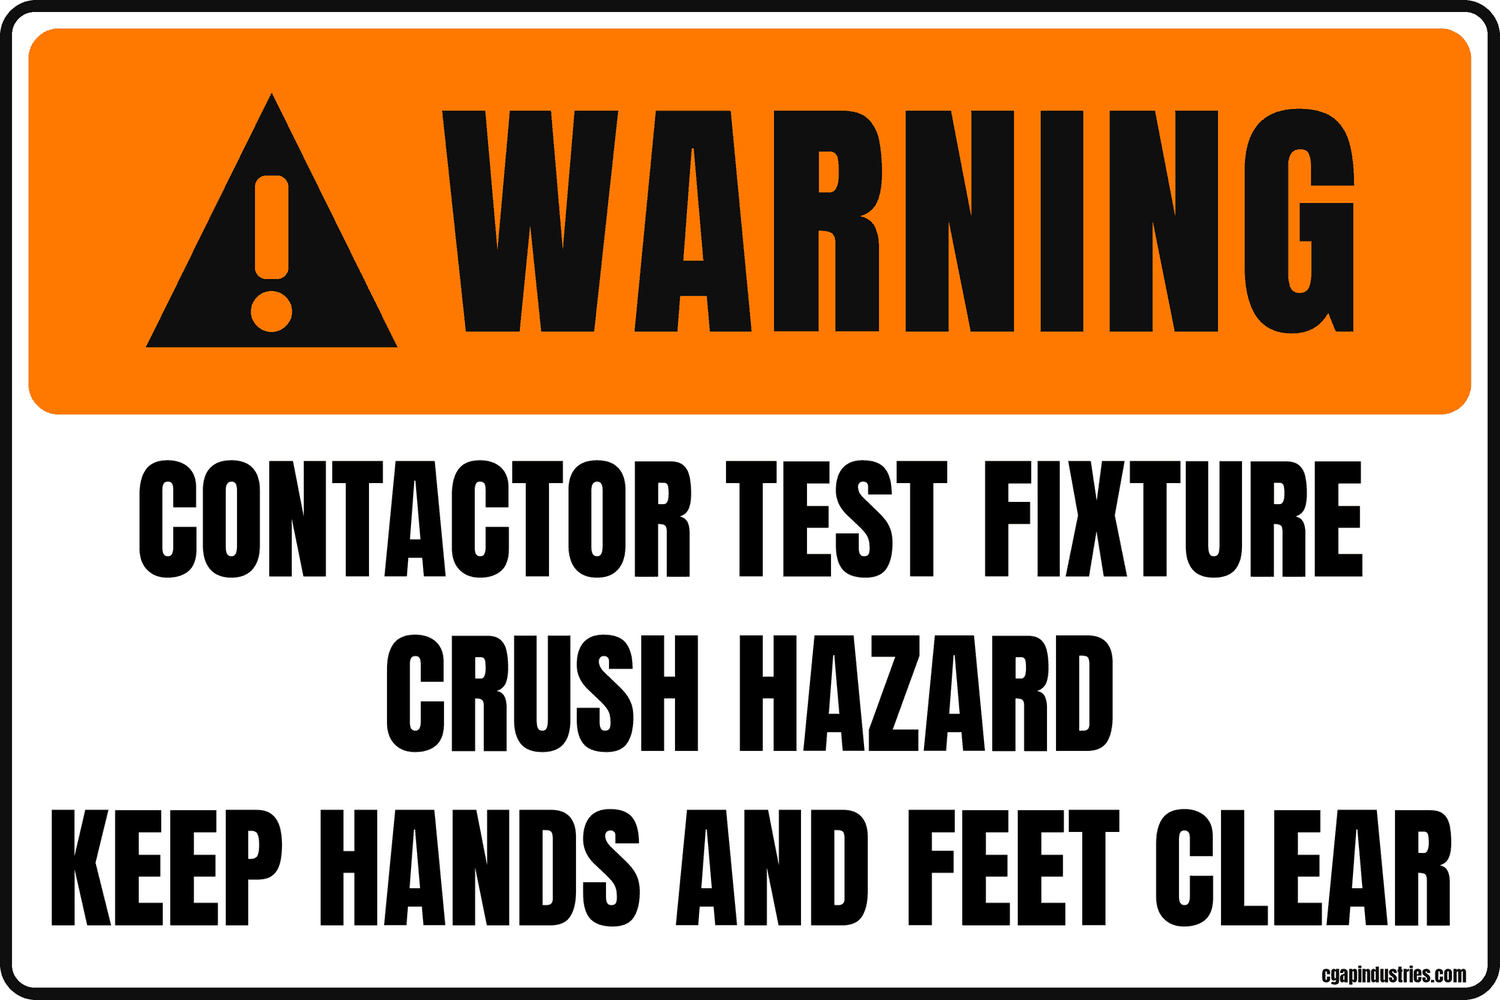 WARNING
CONTACTOR TEST FIXTURE
CRUSH HAZARD
KEEP HANDS AND FEET CLEAR
cgapindustries.com